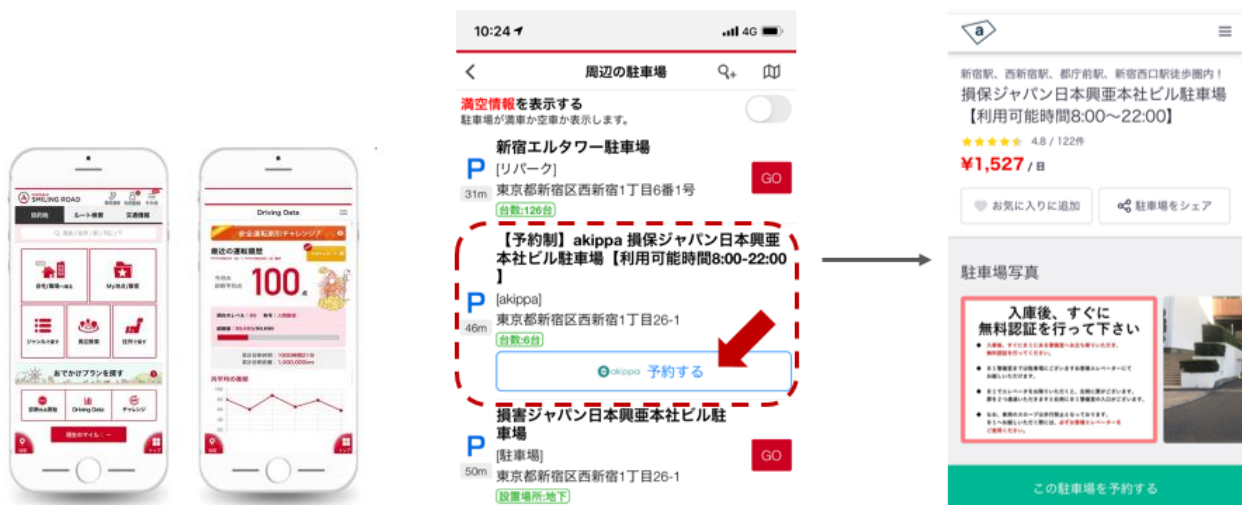 SMILING ROAD
目的地
ルート検索
交通情報
自宅/職場へ帰る
My地点/履歴
ジャンルで探す
周辺検索
住所で探す
おでかけプランを探す
診断のみ開始
Driving Data
チャレンジ
現在のマイル：ー
トップ
Driving Data
安全運転割引チャレンジ！
最近の運転履歴
100
点
月平均の推移
10:24
4G
周辺の駐車場
満空情報を表示する
駐車場が満車か空車か表示します。
新宿エルタワー駐車場
P
[リパーク]
GO
31m
東京都新宿区西新宿1丁目6番1号
台数:126台
【予約制】akippa 損保ジャパン日本興亜
本社ビル駐車場【利用可能時間8:00-22:00
】
P
[akippa]
46m
東京都新宿区西新宿1丁目26-1
台数:6台
akippa 予約する
損害ジャパン日本興亜本社ビル駐
車場
P
[駐車場]
GO
50m
東京都新宿区西新宿1丁目26-1
設置場所:地下
a
新宿駅、西新宿駅、都庁前駅、新宿西口駅徒歩圏内！
損保ジャパン日本興亜本社ビル駐車場
【利用可能時間8:00〜22:00】
4.8 / 122件
¥1,527 / 日
お気に入りに追加
駐車場をシェア
駐車場写真
入庫後、すぐに
無料認証を行って下さい
この駐車場を予約する